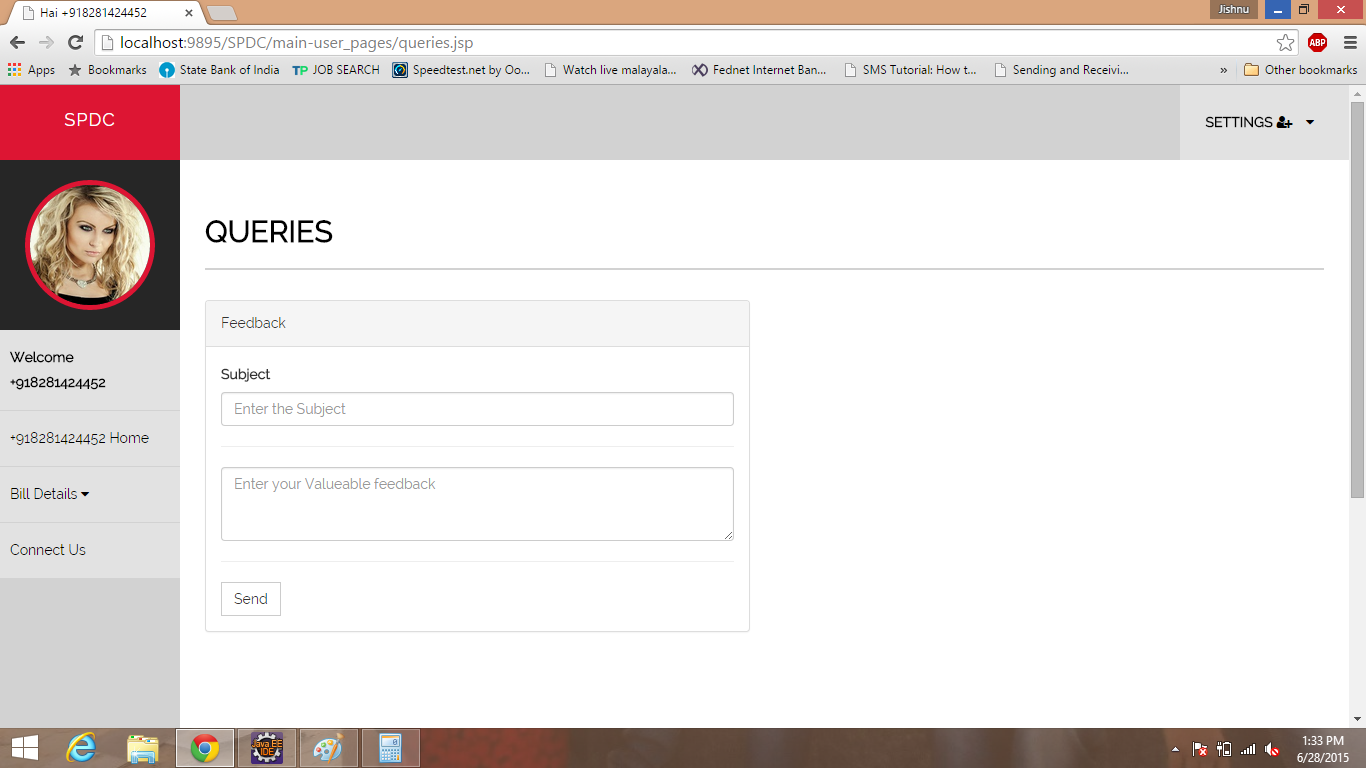 Hai +918281424452
Jishnu
localhost:9895/SPDC/main-user_pages/queries.jsp
ABP
Apps
Bookmarks
State Bank of India
TP JOB SEARCH
Speedtest.net by Oo...
Watch live malayala...
Fednet Internet Ban...
SMS Tutorial: How t...
Sending and Receivi...
»
Other bookmarks
SPDC
SETTINGS
QUERIES
Welcome
+918281424452
+918281424452 Home
Bill Details
Connect Us
Feedback
Subject
Enter the Subject
Enter your Valueable feedback
Send
Java EE
IDE
1:33 PM
6/28/2015